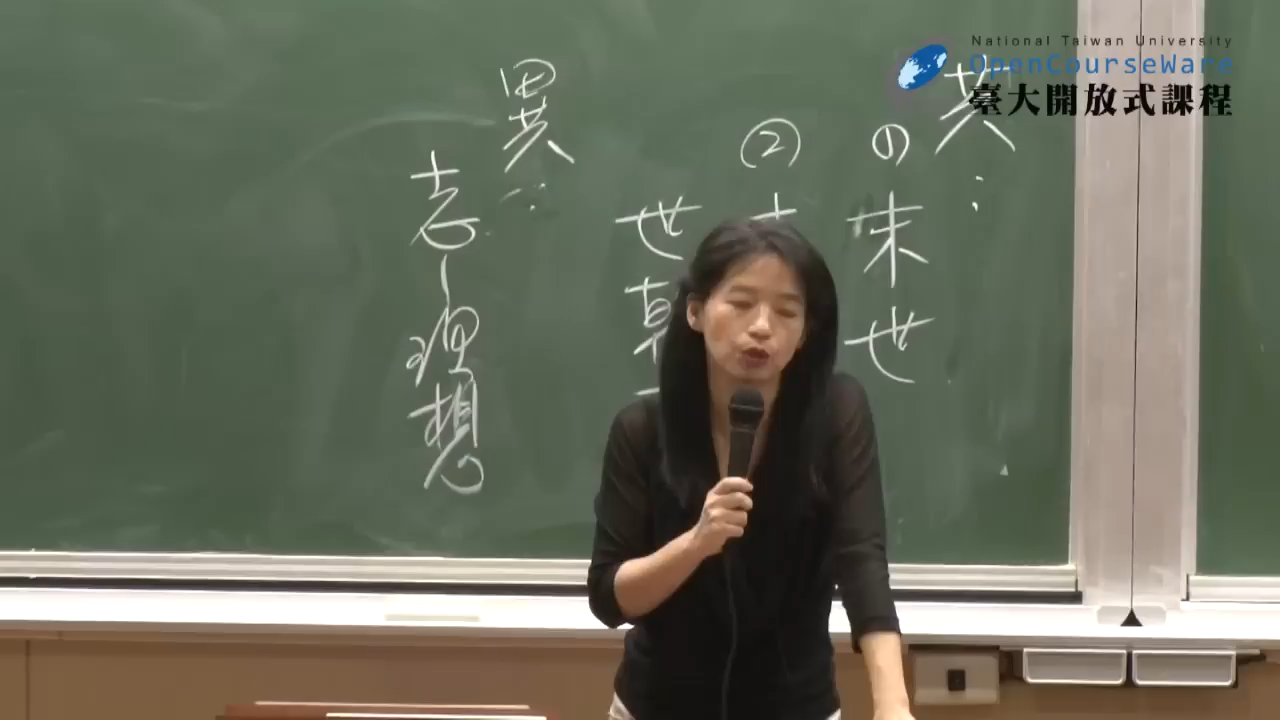 National Taiwan University
OpenCourseWare
臺大開放式課程
共：
①末世
②
世
異：
志－理想